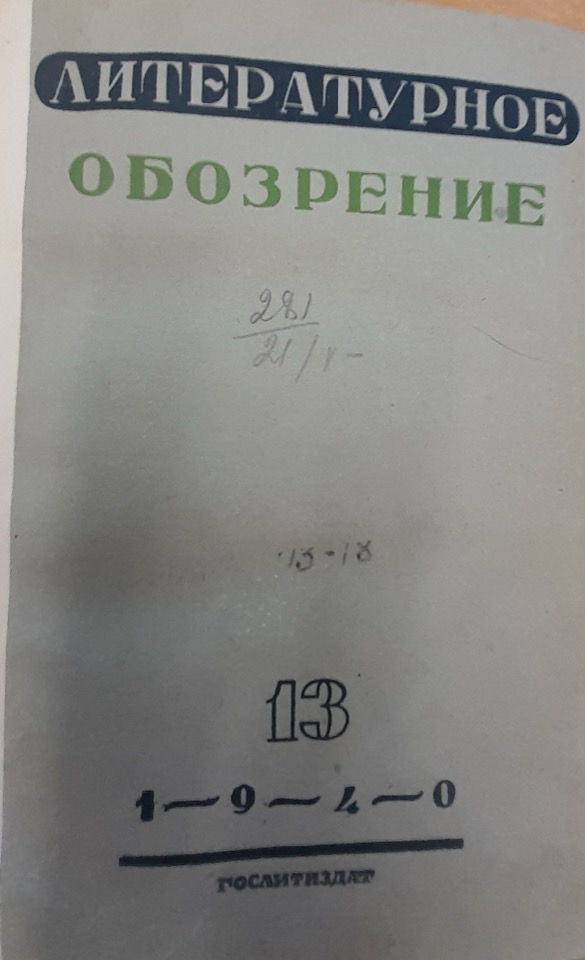 ЛИТЕРАТУРНОЕ
ОБОЗРЕНИЕ
281
21/V-
13-18
13
1-9-4-0
ГОСЛИТИЗДАТ